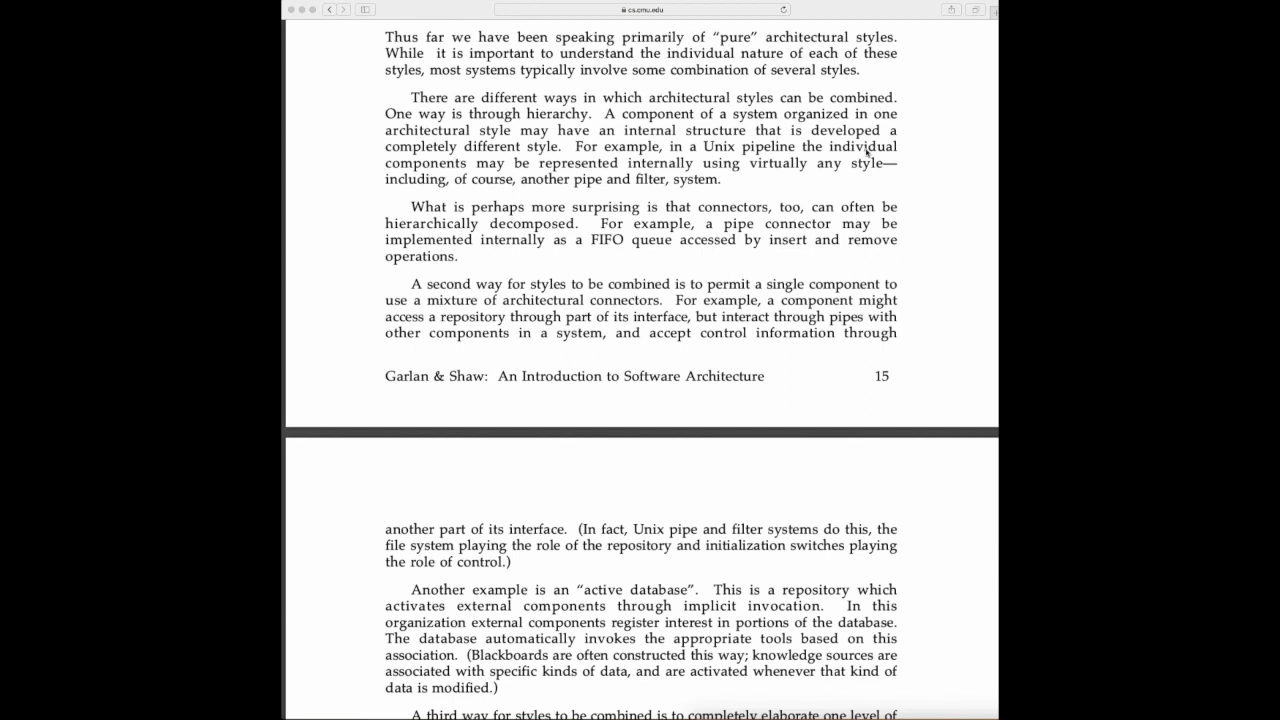 cs.cmu.edu
Thus far we have been speaking primarily of “pure” architectural styles.
While it is important to understand the individual nature of each of these
styles, most systems typically involve some combination of several styles.
There are different ways in which architectural styles can be combined.
One way is through hierarchy. A component of a system organized in one
architectural style may have an internal structure that is developed a
completely different style. For example, in a Unix pipeline the individual
components may be represented internally using virtually any style—
including, of course, another pipe and filter, system.
What is perhaps more surprising is that connectors, too, can often be
hierarchically decomposed. For example, a pipe connector may be
implemented internally as a FIFO queue accessed by insert and remove
operations.
A second way for styles to be combined is to permit a single component to
use a mixture of architectural connectors. For example, a component might
access a repository through part of its interface, but interact through pipes with
other components in a system, and accept control information through
Garlan & Shaw: An Introduction to Software Architecture 15
another part of its interface. (In fact, Unix pipe and filter systems do this, the
file system playing the role of the repository and initialization switches playing
the role of control.)
Another example is an “active database”. This is a repository which
activates external components through implicit invocation. In this
organization external components register interest in portions of the database.
The database automatically invokes the appropriate tools based on this
association. (Blackboards are often constructed this way; knowledge sources are
associated with specific kinds of data, and are activated whenever that kind of
data is modified.)
A third way for styles to be combined is to completely elaborate one level of